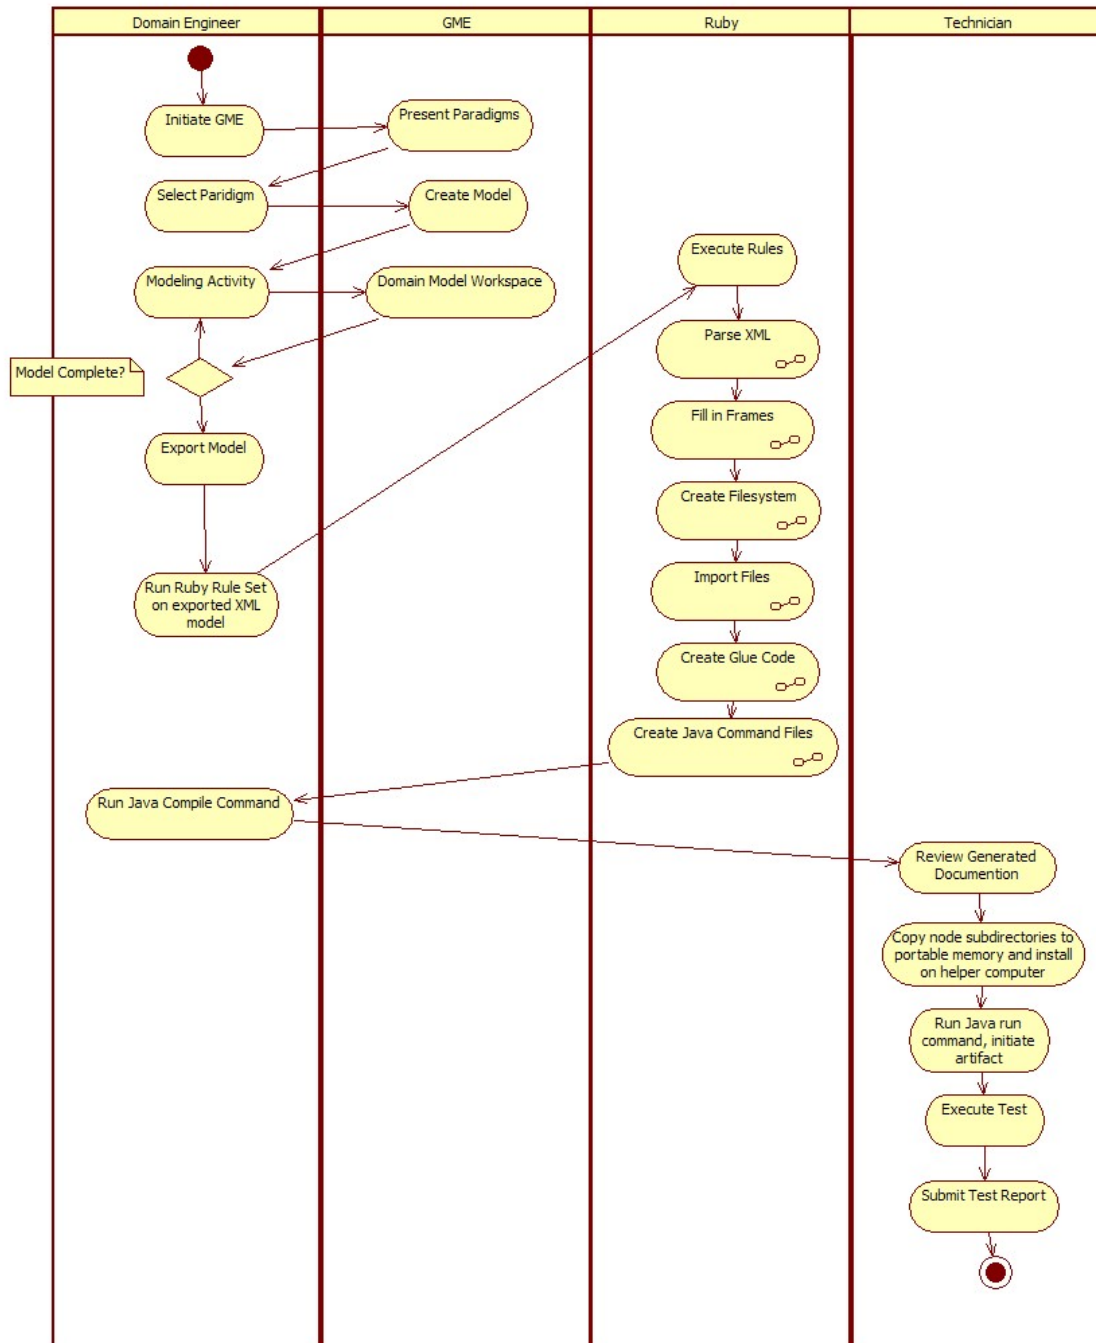 Domain Engineer
GME
Ruby
Technician
Initiate GME
Present Paradigms
Select Paridigm
Create Model
Modeling Activity
Domain Model Workspace
Model Complete?
Export Model
Run Ruby Rule Set
on exported XML
model
Execute Rules
Parse XML
Fill in Frames
Create Filesystem
Import Files
Create Glue Code
Create Java Command Files
Run Java Compile Command
Review Generated
Documention
Copy node subdirectories to
portable memory and install
on helper computer
Run Java run
command, initiate
artifact
Execute Test
Submit Test Report